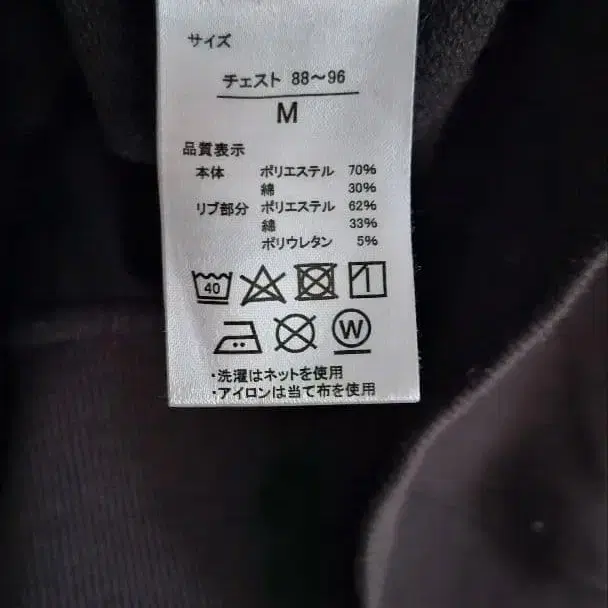 サイズ
チェスト 88～96
M
品質表示
本体 ポリエステル 70%
綿 30%
リブ部分 ポリエステル 62%
綿 33%
ポリウレタン 5%
40
W
・洗濯はネットを使用
・アイロンは当て布を使用